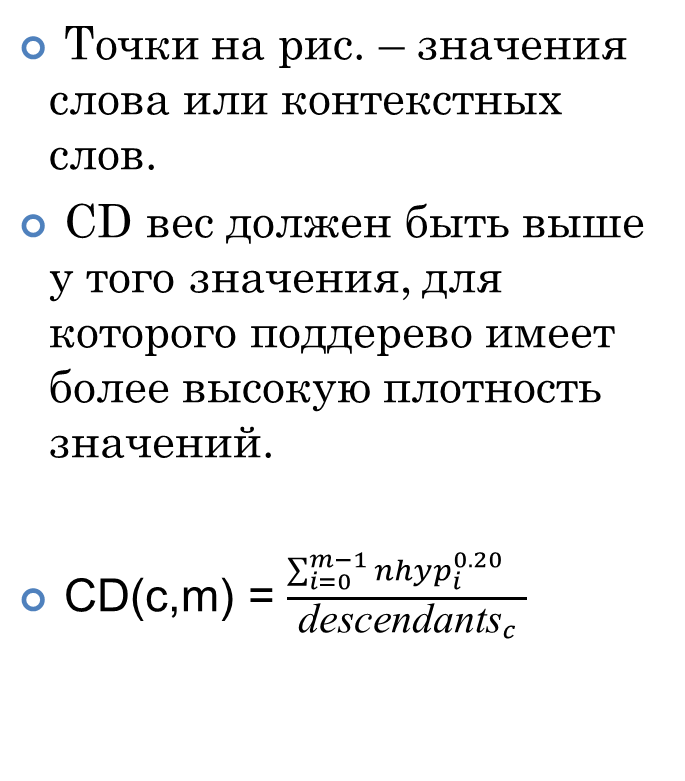 Точки на рис. – значения
слова или контекстных
слов.
CD вес должен быть выше
у того значения, для
которого поддерево имеет
более высокую плотность
значений.
CD(c,m) = \frac{\sum_{i=0}^{m-1} nhyp_i^{0.20}}{descendants_c}